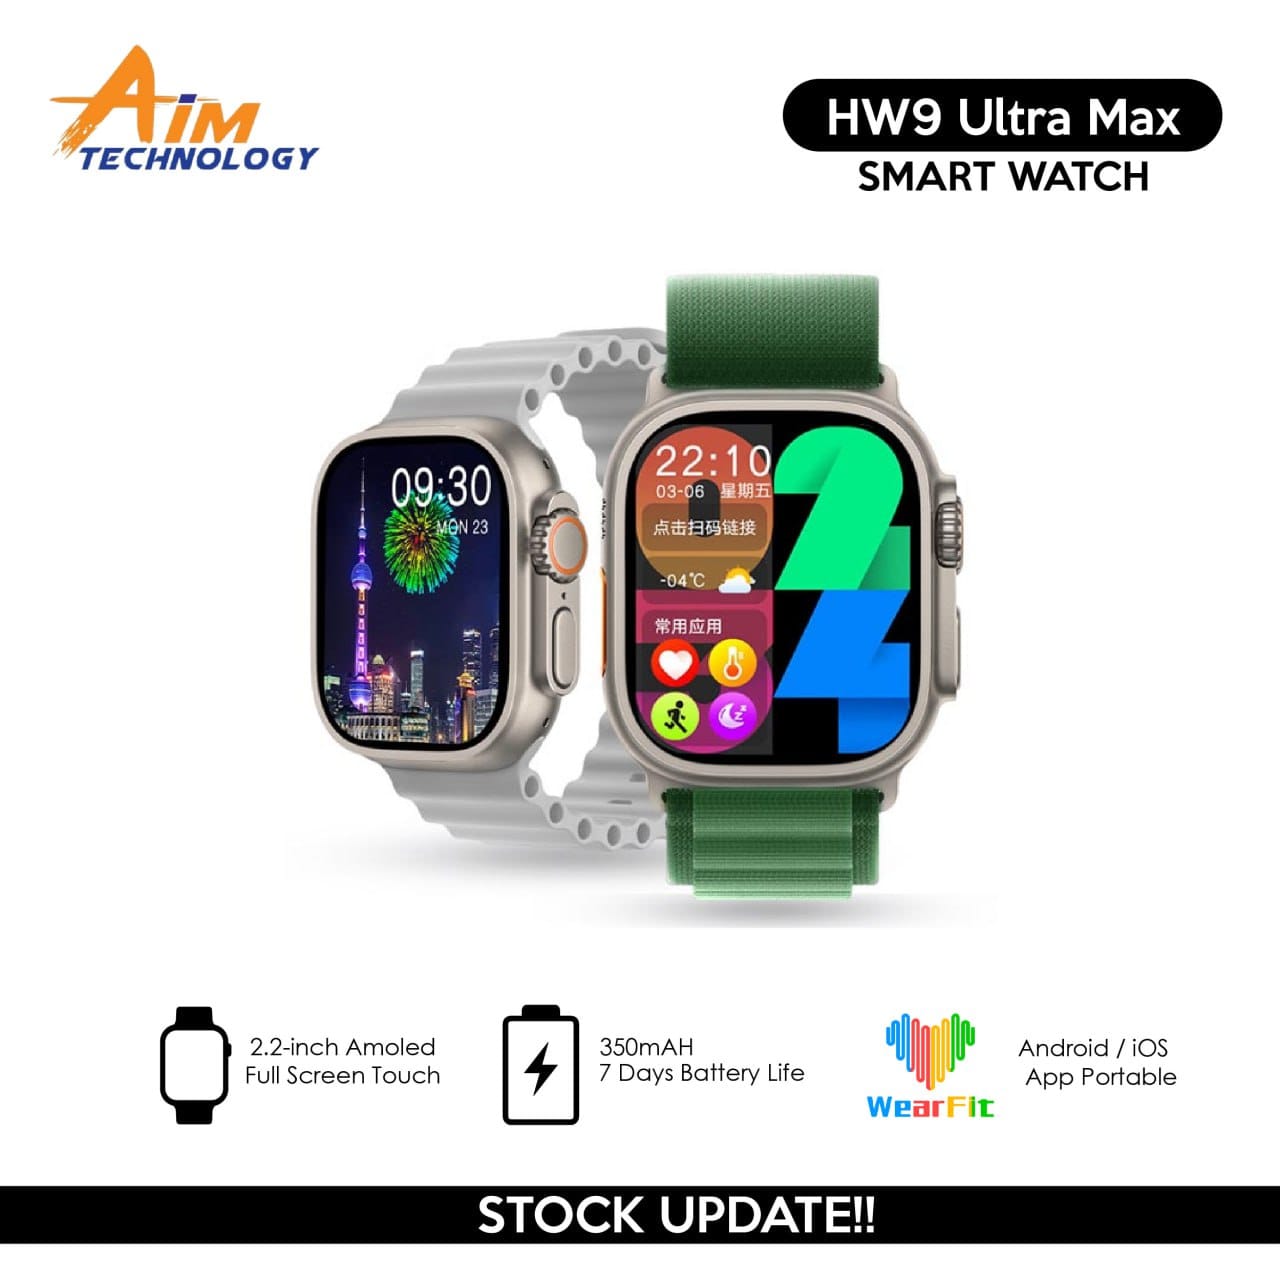 AiM
TECHNOLOGY
HW9 Ultra Max
SMART WATCH
09:30
MON 23
22:10
03-06 星期五
点击扫码链接
-04℃
常用应用
24
2.2-inch Amoled
Full Screen Touch
350mAH
7 Days Battery Life
WearFit
Android / iOS
App Portable
STOCK UPDATE!!